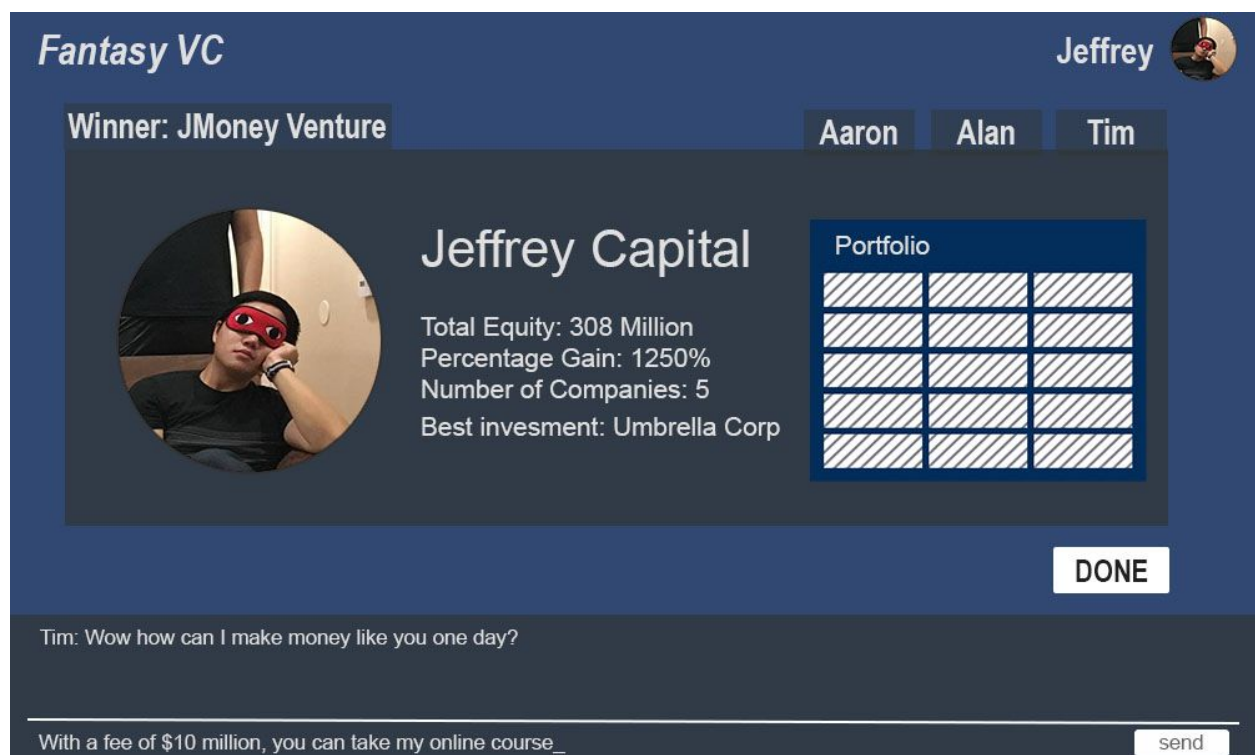 Fantasy VC
Jeffrey
Winner: JMoney Venture
Aaron
Alan
Tim
Jeffrey Capital
Total Equity: 308 Million
Percentage Gain: 1250%
Number of Companies: 5
Best invesment: Umbrella Corp
Portfolio
DONE
Tim: Wow how can I make money like you one day?
With a fee of $10 million, you can take my online course_
send